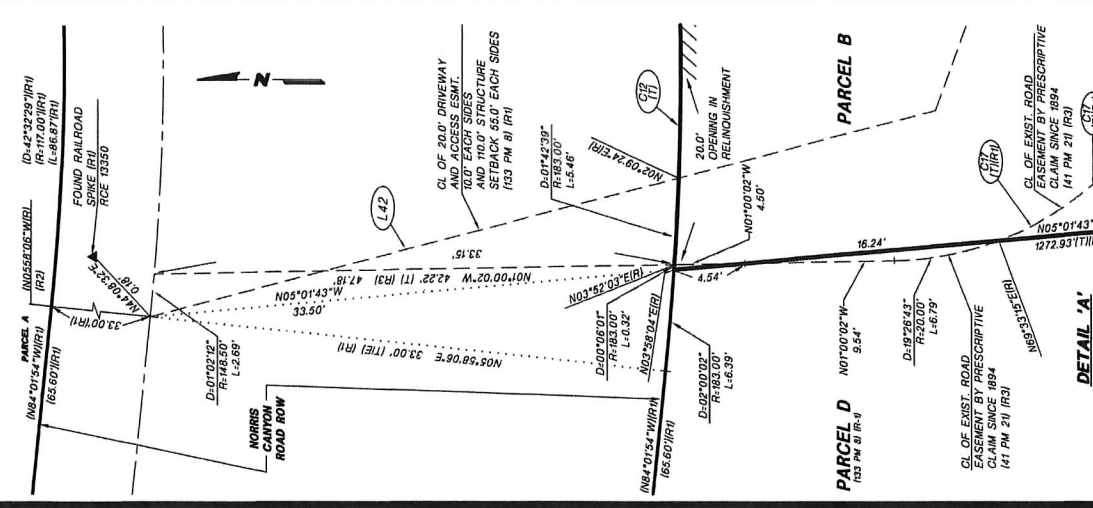 (D=42°32'29")(R1)
(R=117.00')(R1)
(L=86.87')(R1)
(N05°58'06"W)(R)
(R2)
PARCEL A
(N84°01'54"W)(R1)
(65.60')(R1)
33.00'(R1)
N44°08'32"E
0.18'
FOUND RAILROAD
SPIKE (R1)
RCE 13350
N
D=01°02'12"
R=148.50'
L=2.69'
CL OF 20.0' DRIVEWAY
AND ACCESS ESMT.
10.0' EACH SIDES
AND 110.0' STRUCTURE
SETBACK 55.0' EACH SIDES
(133 PM 8) (R1)
L42
33.15'
NORRIS
CANYON
ROAD ROW
N05°58'06"E 33.00' (TIE) (R1)
N05°01'43"W
33.50'
N01°00'02"W 42.22' (T) (R3) 47.18'
D=01°42'39"
R=183.00'
L=5.46'
N02°09'24"E(R)
C12
(T)
20.0'
OPENING IN
RELINQUISHMENT
N03°52'03"E(R)
D=00°06'01"
R=183.00'
L=0.32'
N03°58'04"E(R)
D=02°00'02"
R=183.00'
L=6.39'
(N84°01'54"W)(R1)
(65.60')(R1)
N01°00'02"W
4.50'
4.54'
16.24'
PARCEL B
PARCEL D
(133 PM 8) (R-1)
N01°00'02"W
9.54'
D=19°26'43"
R=20.00'
L=6.79'
CL OF EXIST. ROAD
EASEMENT BY PRESCRIPTIVE
CLAIM SINCE 1894
(41 PM 21) (R3)
N69°33'15"E(R)
N05°01'43"
1272.93'(T)
C17
(T)(R1)
CL OF EXIST. ROAD
EASEMENT BY PRESCRIPTIVE
CLAIM SINCE 1894
(41 PM 21) (R3)
C17
DETAIL 'A'